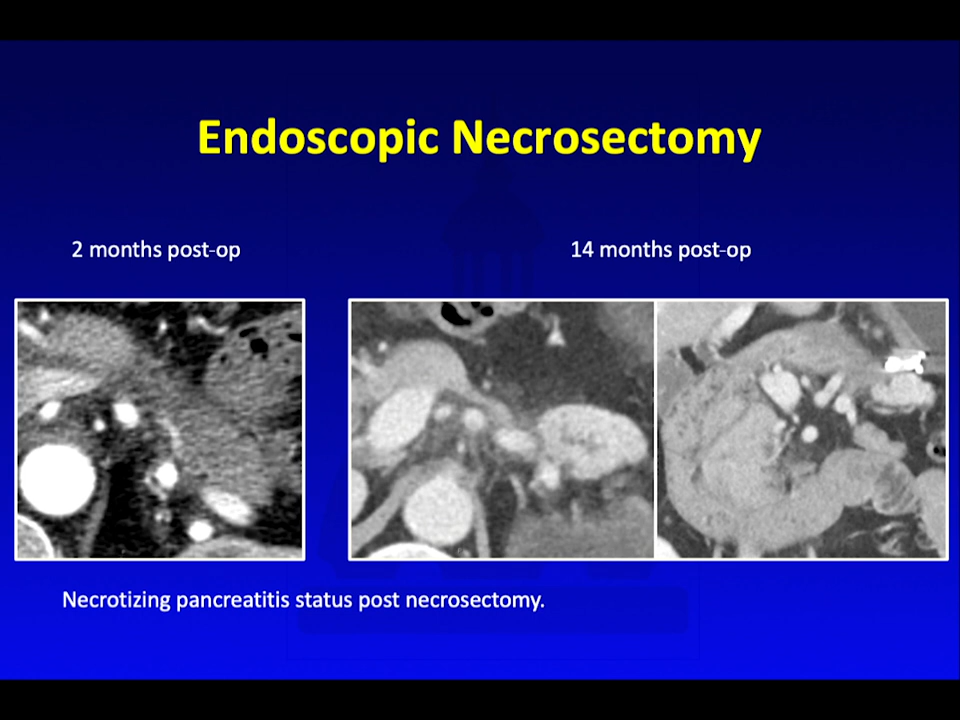 Endoscopic Necrosectomy
2 months post-op
14 months post-op
Necrotizing pancreatitis status post necrosectomy.